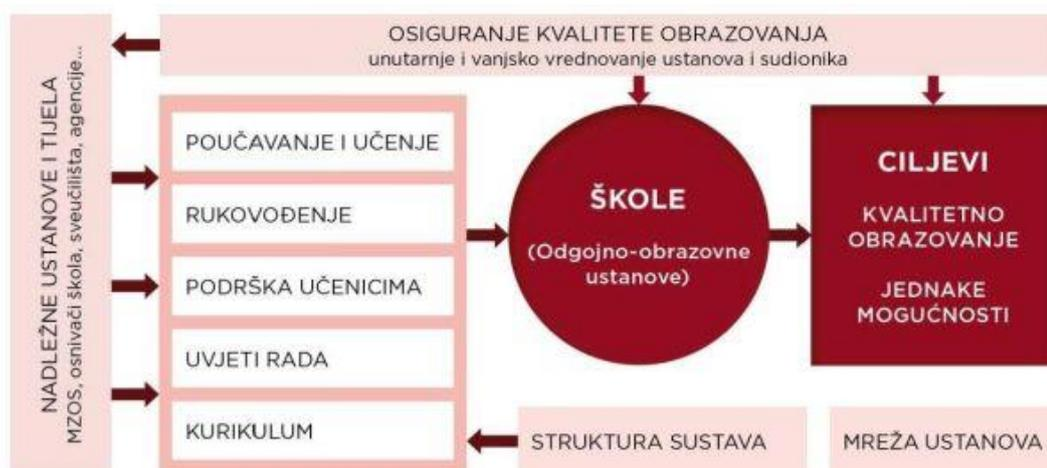 OSIGURANJE KVALITETE OBRAZOVANJA
unutarnje i vanjsko vrednovanje ustanova i sudionika
NADLEŽNE USTANOVE I TIJELA
MZOS, osnivači škola, sveučilišta, agencije...
POUČAVANJE I UČENJE
RUKOVOĐENJE
PODRŠKA UČENICIMA
UVJETI RADA
KURIKULUM
ŠKOLE
(Odgojno-obrazovne
ustanove)
CILJEVI
KVALITETNO
OBRAZOVANJE
JEDNAKE
MOGUĆNOSTI
STRUKTURA SUSTAVA
MREŽA USTANOVA